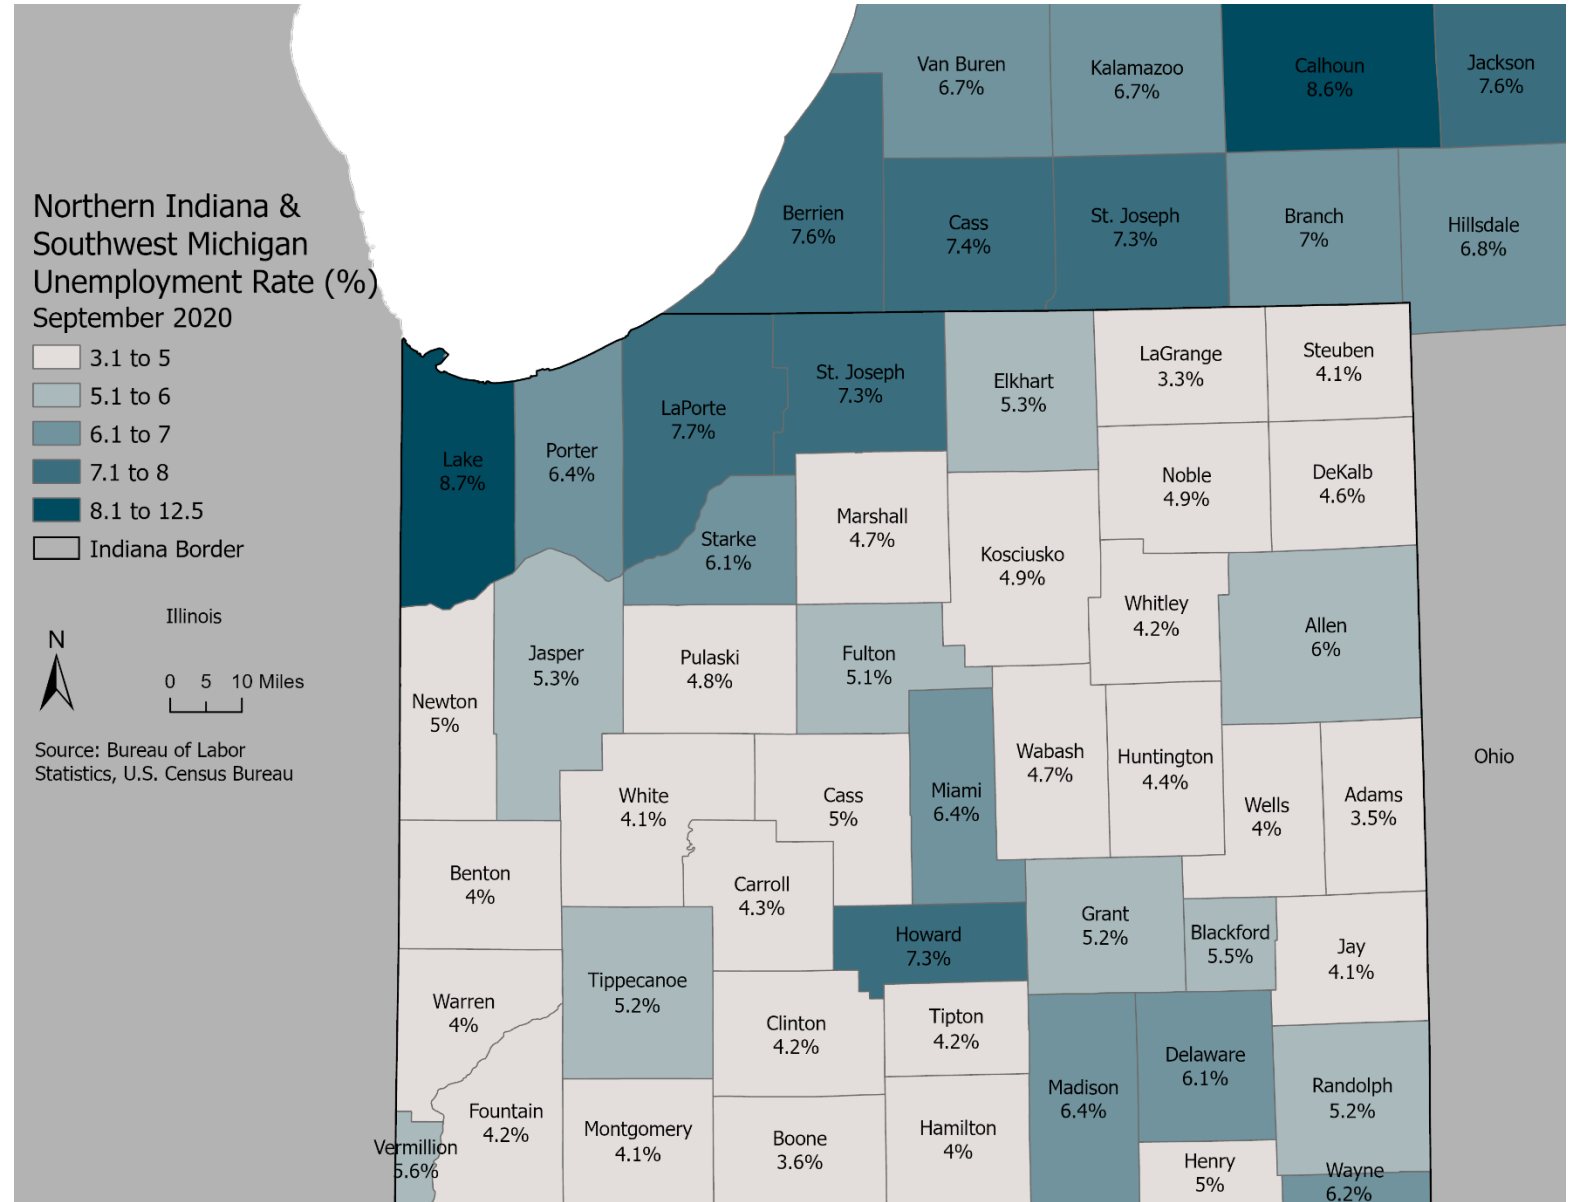 Northern Indiana &
Southwest Michigan
Unemployment Rate (%)
September 2020
3.1 to 5
5.1 to 6
6.1 to 7
7.1 to 8
8.1 to 12.5
Indiana Border
Illinois
N
0 5 10 Miles
Source: Bureau of Labor
Statistics, U.S. Census Bureau
Van Buren
6.7%
Kalamazoo
6.7%
Calhoun
8.6%
Jackson
7.6%
Berrien
7.6%
Cass
7.4%
St. Joseph
7.3%
Branch
7%
Hillsdale
6.8%
Lake
8.7%
Porter
6.4%
LaPorte
7.7%
St. Joseph
7.3%
Elkhart
5.3%
LaGrange
3.3%
Steuben
4.1%
Starke
6.1%
Marshall
4.7%
Kosciusko
4.9%
Noble
4.9%
DeKalb
4.6%
Whitley
4.2%
Allen
6%
Newton
5%
Jasper
5.3%
Pulaski
4.8%
Fulton
5.1%
Miami
6.4%
Wabash
4.7%
Huntington
4.4%
Wells
4%
Adams
3.5%
Ohio
White
4.1%
Cass
5%
Benton
4%
Carroll
4.3%
Howard
7.3%
Grant
5.2%
Blackford
5.5%
Jay
4.1%
Warren
4%
Tippecanoe
5.2%
Clinton
4.2%
Tipton
4.2%
Madison
6.4%
Delaware
6.1%
Randolph
5.2%
Vermillion
5.6%
Fountain
4.2%
Montgomery
4.1%
Boone
3.6%
Hamilton
4%
Henry
5%
Wayne
6.2%